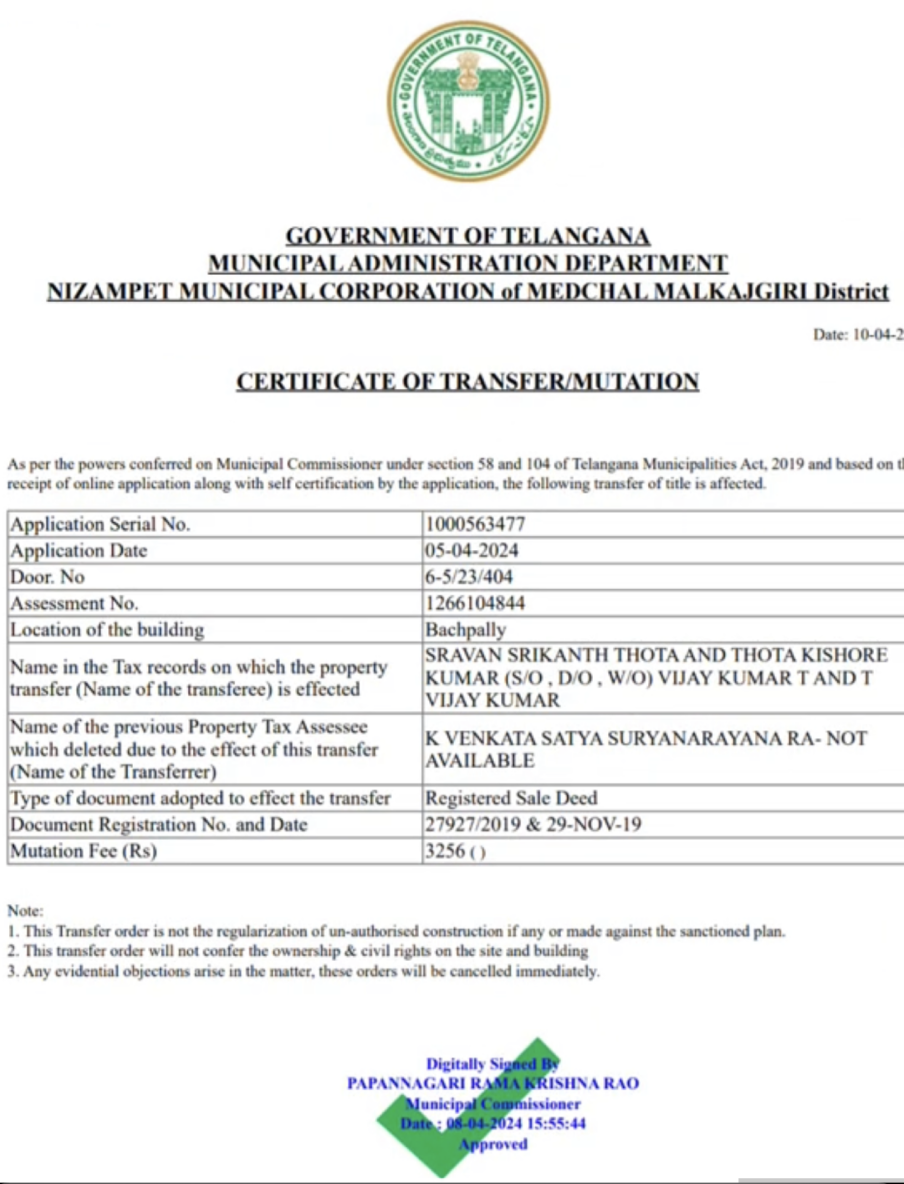 GOVERNMENT OF TELANGANA
తెలంగాణ ప్రభుత్వము
GOVERNMENT OF TELANGANA
MUNICIPAL ADMINISTRATION DEPARTMENT
NIZAMPET MUNICIPAL CORPORATION of MEDCHAL MALKAJGIRI District
Date: 10-04-2
CERTIFICATE OF TRANSFER/MUTATION
As per the powers conferred on Municipal Commissioner under section 58 and 104 of Telangana Municipalities Act, 2019 and based on
receipt of online application along with self certification by the application, the following transfer of title is affected.
Application Serial No. 1000563477
Application Date 05-04-2024
Door. No 6-5/23/404
Assessment No. 1266104844
Location of the building Bachpally
Name in the Tax records on which the property
transfer (Name of the transferee) is effected
SRAVAN SRIKANTH THOTA AND THOTA KISHORE
KUMAR (S/O , D/O , W/O) VIJAY KUMAR T AND T
VIJAY KUMAR
Name of the previous Property Tax Assessee
which deleted due to the effect of this transfer
(Name of the Transferrer)
K VENKATA SATYA SURYANARAYANA RA- NOT
AVAILABLE
Type of document adopted to effect the transfer Registered Sale Deed
Document Registration No. and Date 27927/2019 & 29-NOV-19
Mutation Fee (Rs) 3256 ( )
Note:
1. This Transfer order is not the regularization of un-authorised construction if any or made against the sanctioned plan.
2. This transfer order will not confer the ownership & civil rights on the site and building
3. Any evidential objections arise in the matter, these orders will be cancelled immediately.
Digitally Signed By
PAPANNAGARI RAMA KRISHNA RAO
Municipal Commissioner
Date : 08-04-2024 15:55:44
Approved